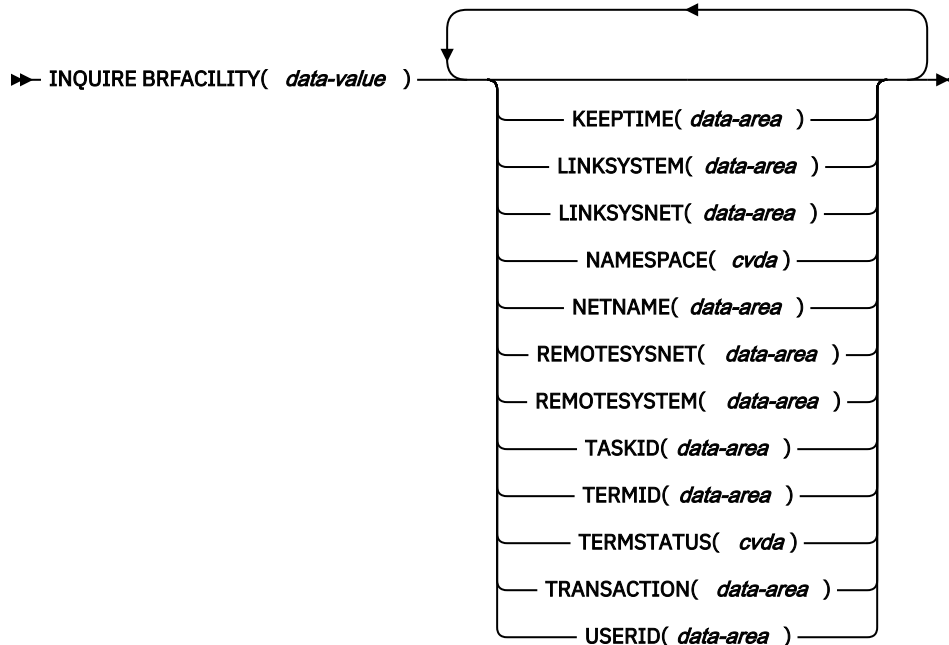 INQUIRE BRFACILITY( data-value )
KEEPTIME( data-area )
LINKSYSTEM( data-area )
LINKSYSNET( data-area )
NAMESPACE( cvda )
NETNAME( data-area )
REMOTESYSNET( data-area )
REMOTESYSTEM( data-area )
TASKID( data-area )
TERMID( data-area )
TERMSTATUS( cvda )
TRANSACTION( data-area )
USERID( data-area )